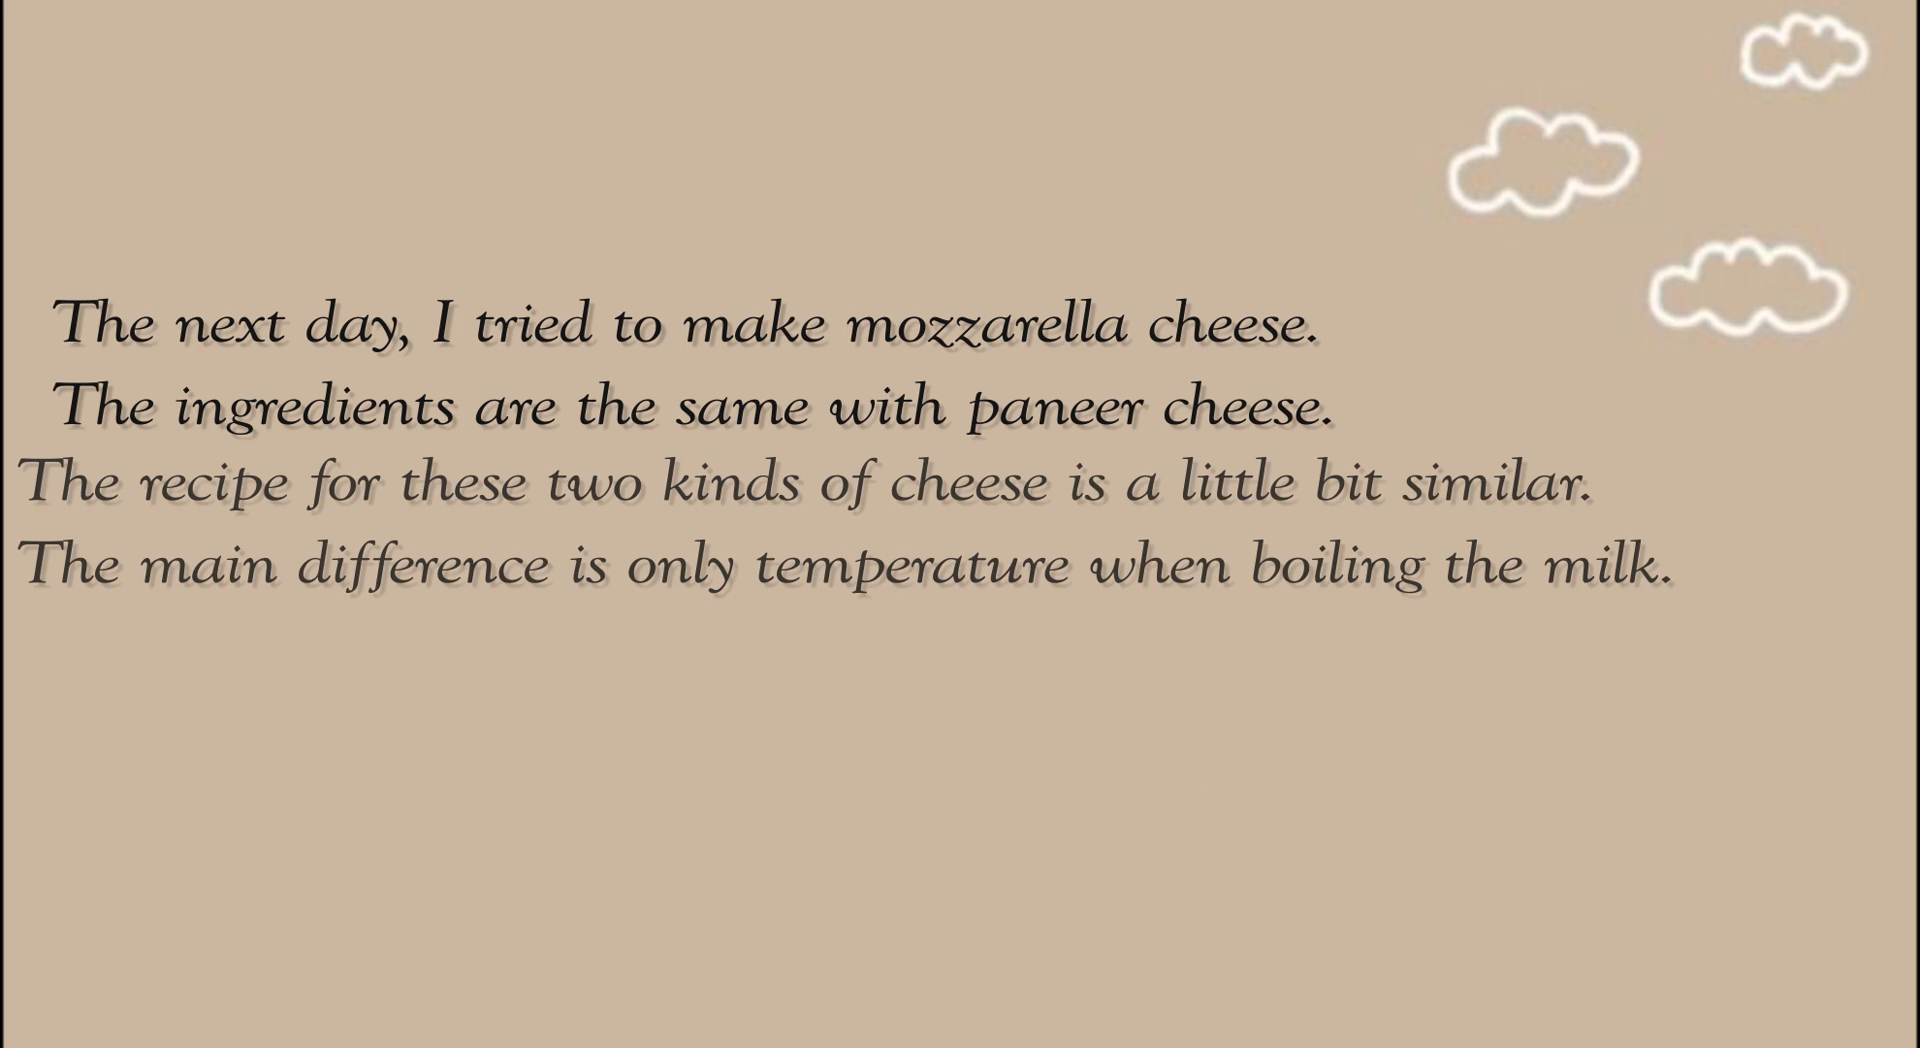 The next day, I tried to make mozzarella cheese.
The ingredients are the same with paneer cheese.
The recipe for these two kinds of cheese is a little bit similar.
The main difference is only temperature when boiling the milk.